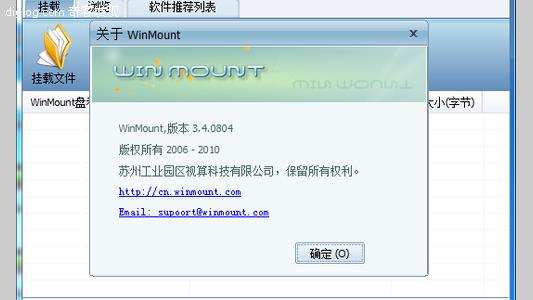 挂载
浏览
软件推荐列表
关于 WinMount
x
挂载文件
WIN MOUNT
WIN MOUNT
WinMount盘
大小(字节)
WinMount,版本 3.4.0804
版权所有 2006 - 2010
苏州工业园区视算科技有限公司，保留所有权利。
http://cn.winmount.com
Email: supoort@winmount.com
确定 (O)